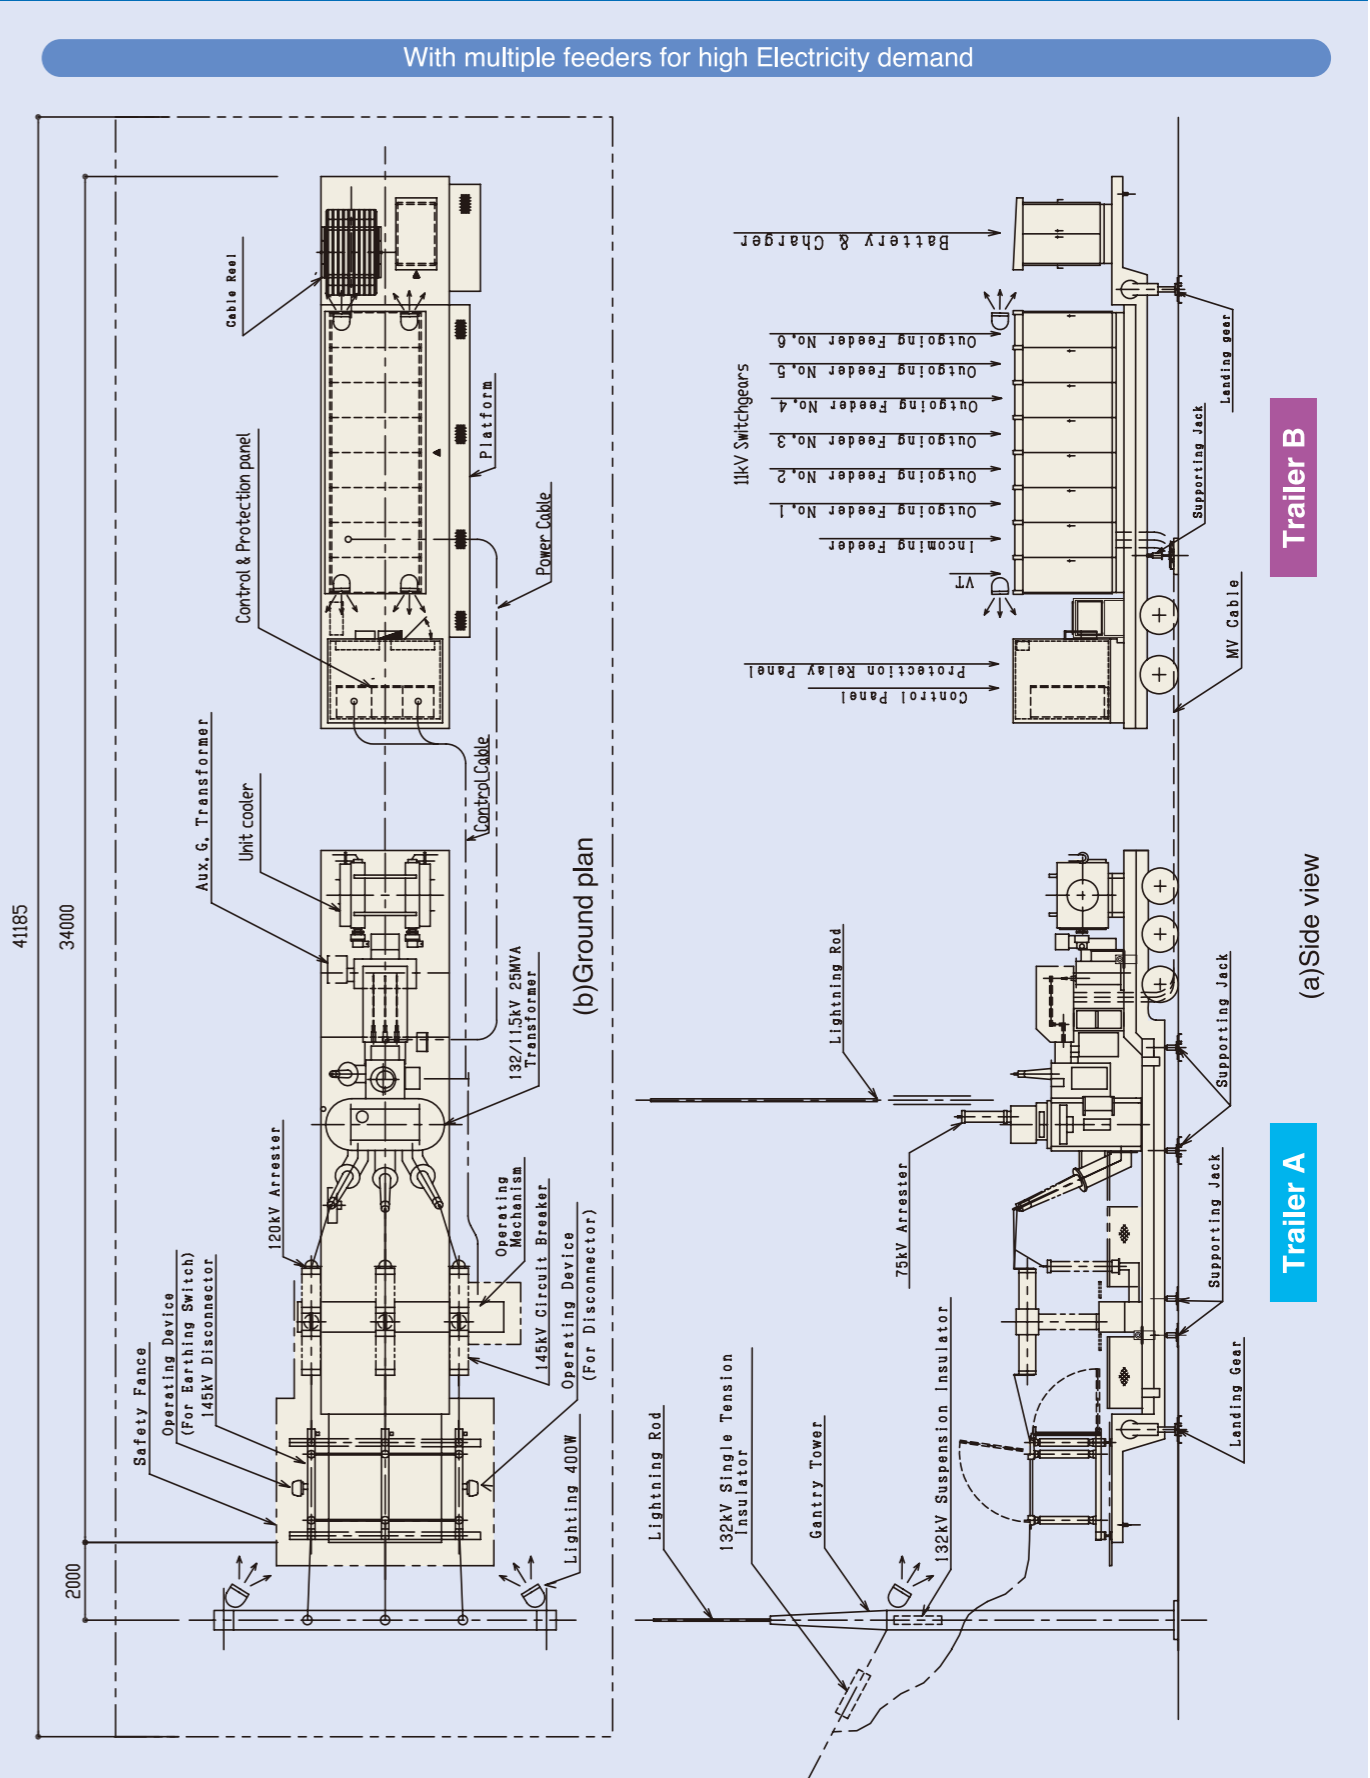 With multiple feeders for high Electricity demand
41185
34000
2000
Cable Reel
Platform
Control & Protection panel
Power Cable
Control Cable
Aux. G. Transformer
Unit cooler
132/11.5kV 25MVA
Transformer
120kV Arrester
Operating
Mechanism
145kV Circuit Breaker
Operating Device
(For Disconnector)
Operating Device
(For Earthing Switch)
145kV Disconnector
Safety Fance
Lighting 400W
(b)Ground plan
Battery & Charger
11kV Switchgears
Outgoing Feeder No.6
Outgoing Feeder No.5
Outgoing Feeder No.4
Outgoing Feeder No.3
Outgoing Feeder No.2
Outgoing Feeder No.1
Incoming Feeder
VT
Protection Relay Panel
Control Panel
Landing gear
Supporting Jack
MV Cable
Trailer B
Lightning Rod
75kV Arrester
Supporting Jack
Supporting Jack
Landing Gear
132kV Suspension Insulator
Gantry Tower
132kV Single Tension
Insulator
Lightning Rod
(a)Side view
Trailer A